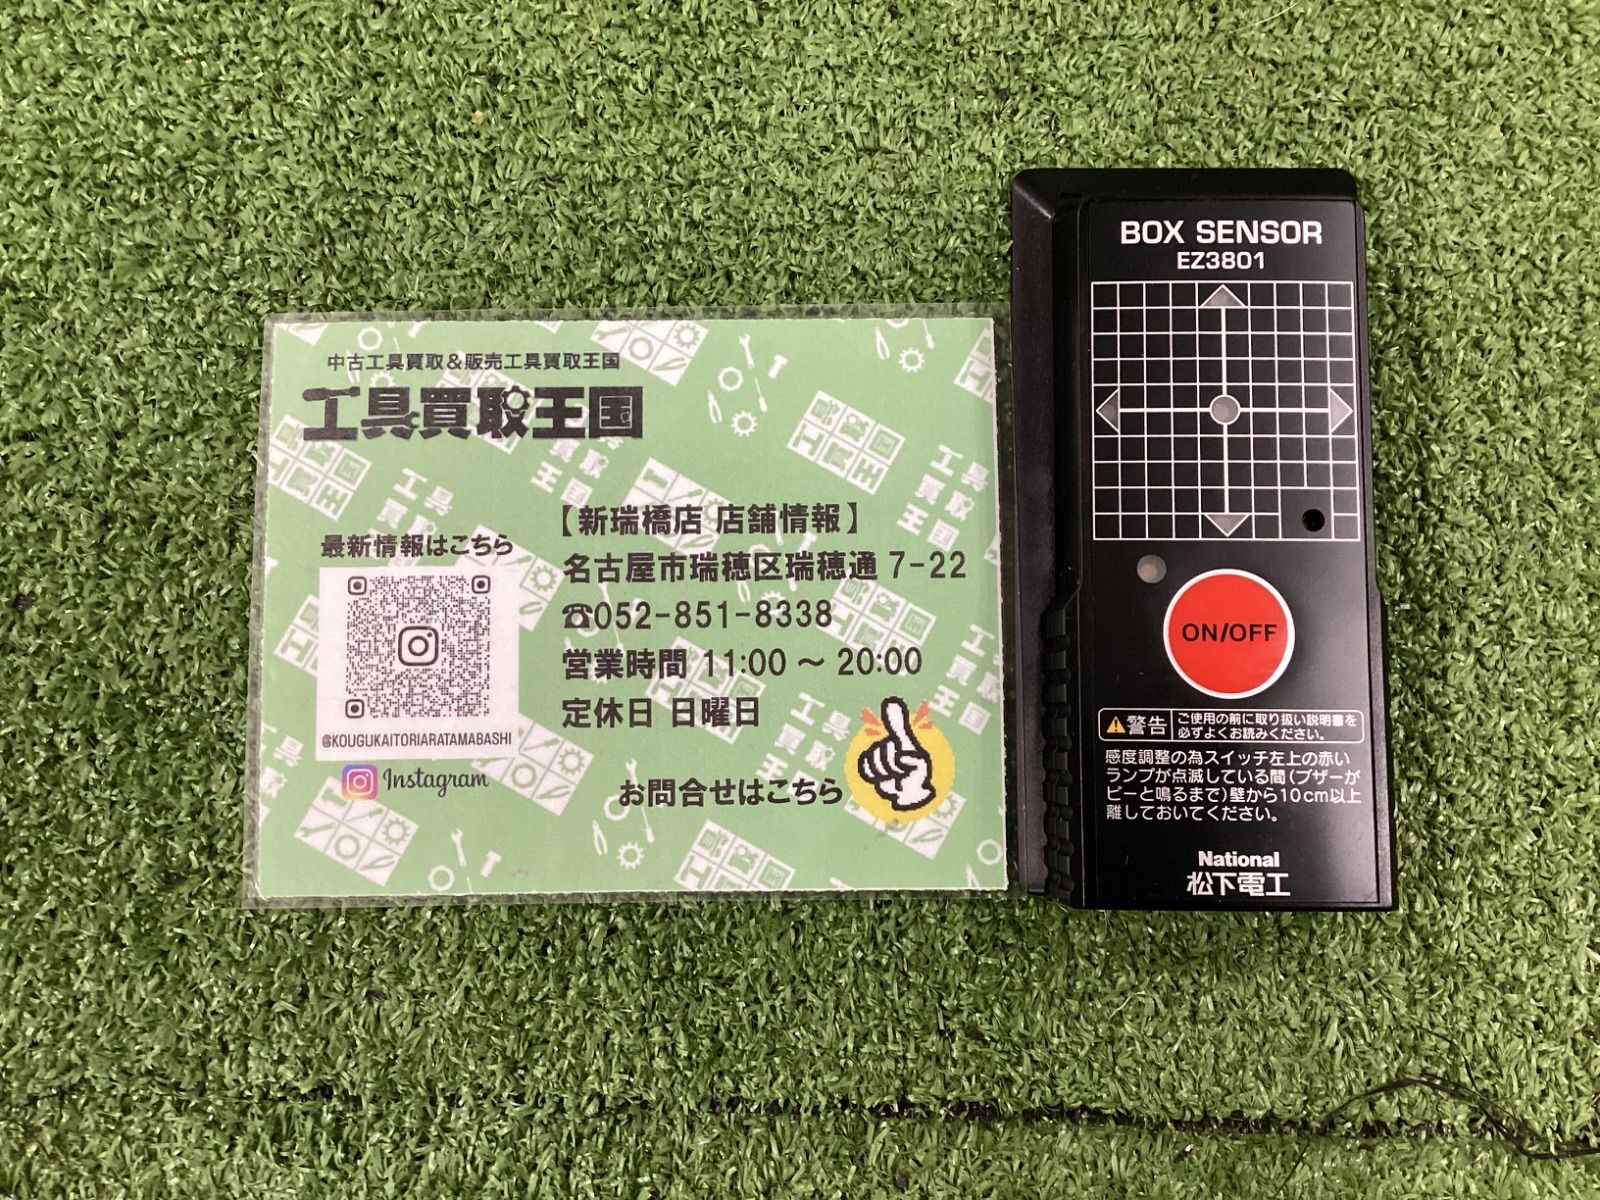 中古工具買取&販売工具買取王国
工具買取王国
最新情報はこちら
@KOUGUKAITORIARATAMABASHI
Instagram
【新瑞橋店 店舗情報】
名古屋市瑞穂区瑞穂通 7-22
☎052-851-8338
営業時間 11:00 ～ 20:00
定休日 日曜日
お問合せはこちら
BOX SENSOR
EZ3801
ON/OFF
警告
ご使用の前に取り扱い説明書を
必ずよくお読みください。
感度調整の為スイッチ左上の赤い
ランプが点滅している間(ブザーが
ピーと鳴るまで)壁から10cm以上
離しておいてください。
National
松下電工